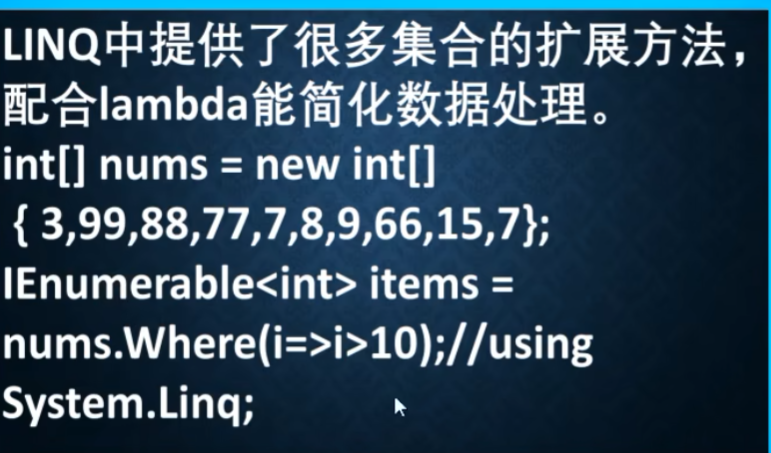 LINQ中提供了很多集合的扩展方法，
配合lambda能简化数据处理。
int[] nums = new int[]
{ 3,99,88,77,7,8,9,66,15,7};
IEnumerable<int> items =
nums.Where(i=>i>10);//using
System.Linq;